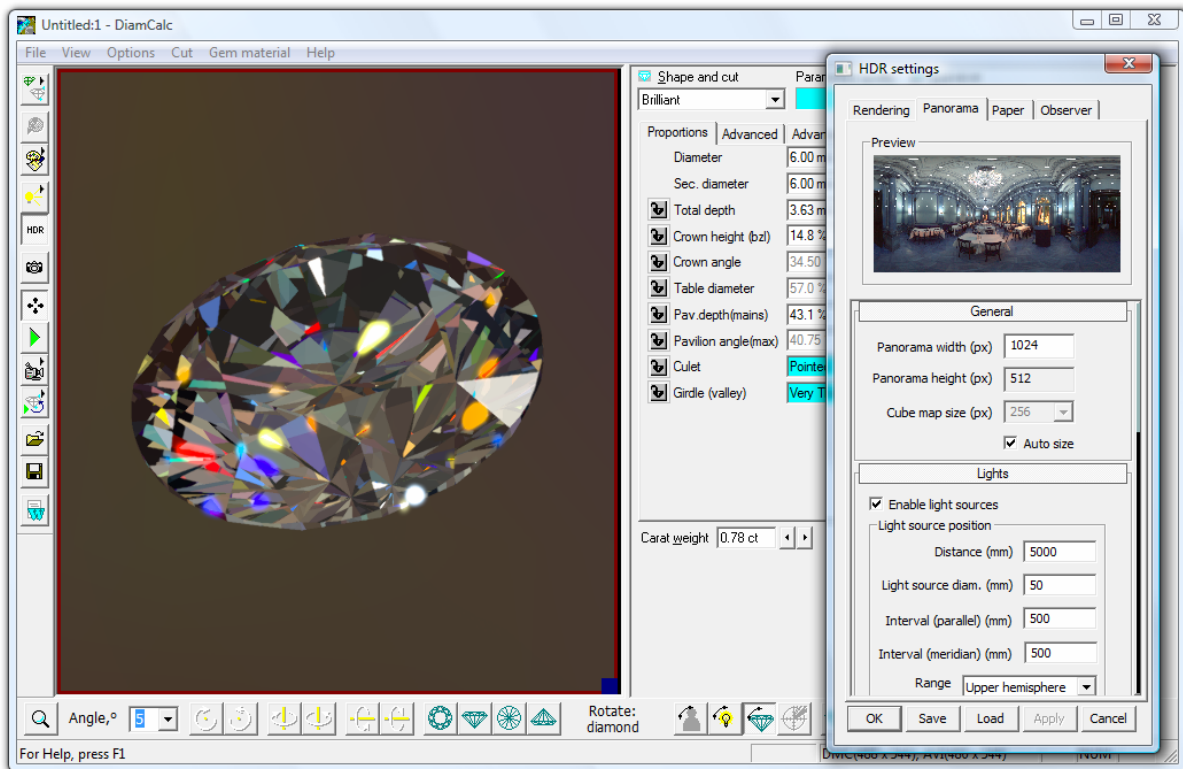 Untitled:1 - DiamCalc
File View Options Cut Gem material Help
HDR
Shape and cut
Brilliant
Proportions Advanced
Diameter 6.00
Sec. diameter 6.00
Total depth 3.63
Crown height (bzl) 14.8 %
Crown angle 34.50
Table diameter 57.0 %
Pav.depth(mains) 43.1 %
Pavilion angle(max) 40.75
Culet
Girdle (valley) Very
Carat weight 0.78 ct
HDR settings
Rendering Panorama Paper Observer
Preview
General
Panorama width (px) 1024
Panorama height (px) 512
Cube map size (px) 256
Auto size
Lights
Enable light sources
Light source position
Distance (mm) 5000
Light source diam. (mm) 50
Interval (parallel) (mm) 500
Interval (meridian) (mm) 500
Range Upper hemisphere
OK Save Load Apply Cancel
Angle,° 5
Rotate:
diamond
For Help, press F1
NUM